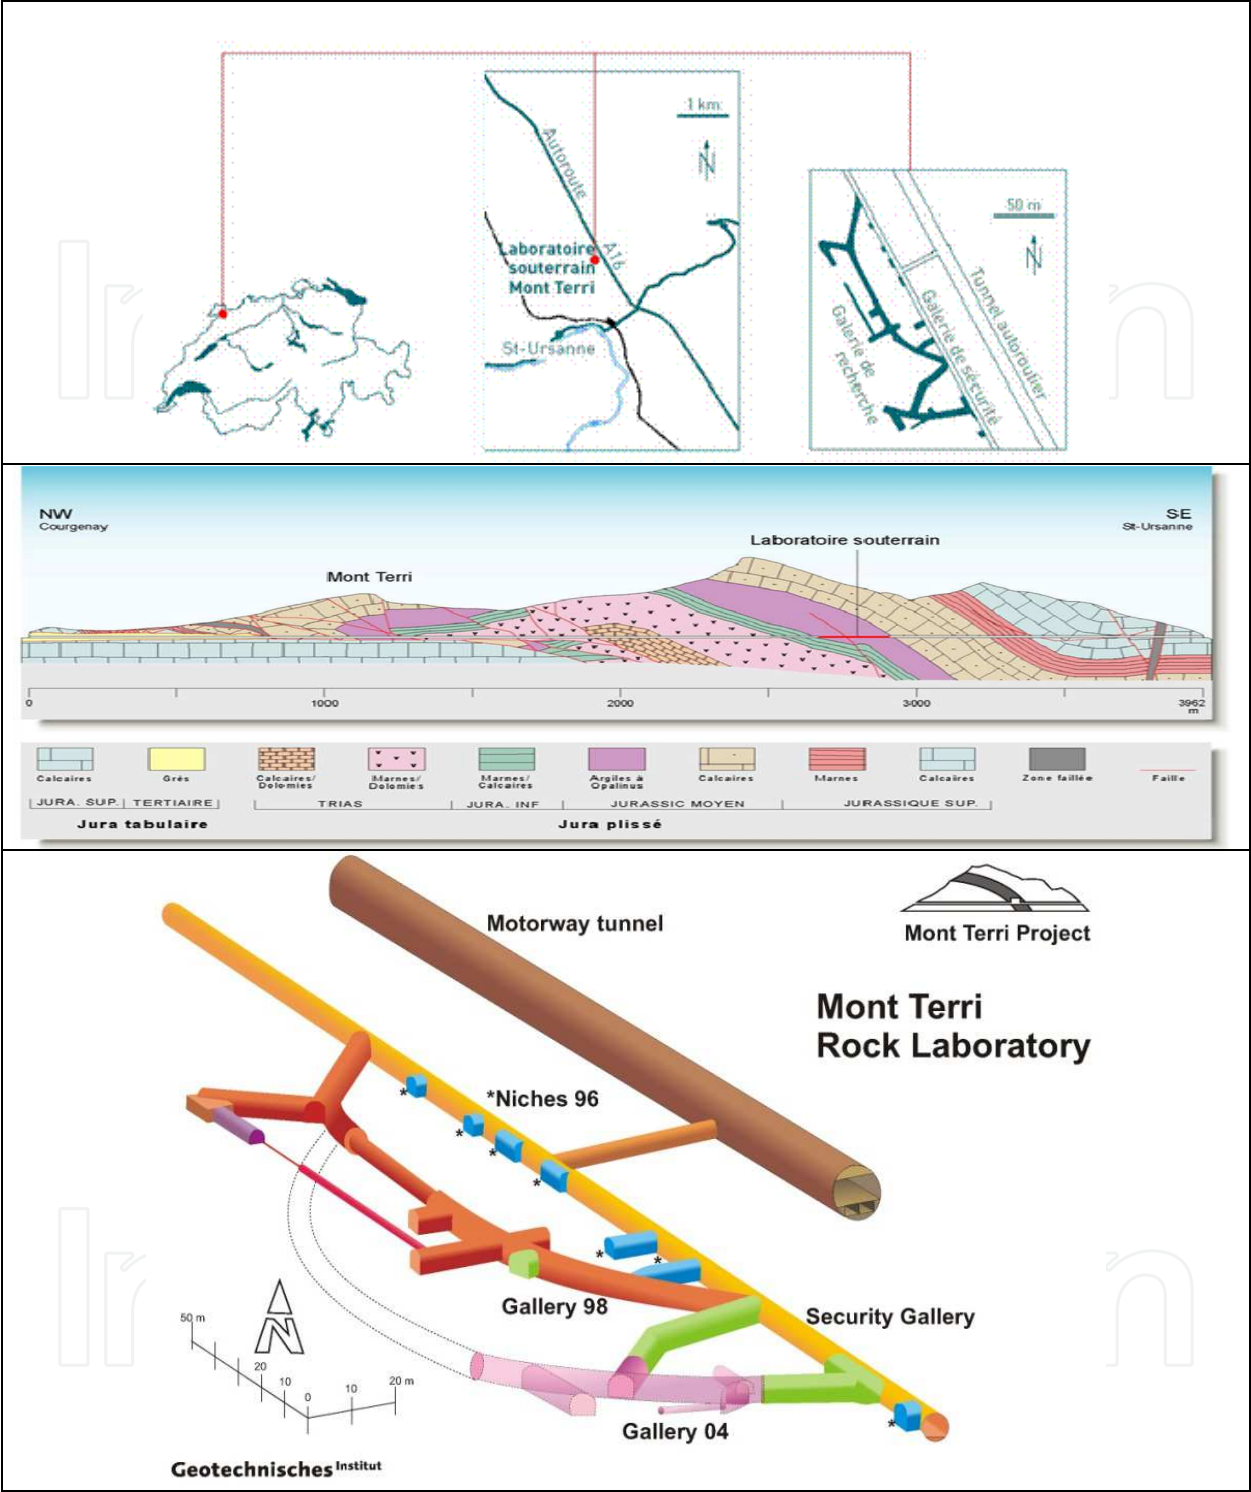 1 km
N
Autoroute
A16
Laboratoire
souterrain
Mont Terri
St-Ursanne
50 m
N
Tunnel autoroutier
Galerie de sécurité
Galerie de
recherche
NW
Courgenay
SE
St-Ursanne
Laboratoire souterrain
Mont Terri
0
1000
2000
3000
3962
m
Calcaires
Grés
Calcaires/
Dolomies
Marnes/
Dolomies
Marnes/
Calcaires
Argiles à
Opalinus
Calcaires
Marnes
Calcaires
Zone faillée
Faille
JURA. SUP.
TERTIAIRE
TRIAS
JURA. INF
JURASSIC MOYEN
JURASSIQUE SUP.
Jura tabulaire
Jura plissé
Motorway tunnel
Mont Terri Project
Mont Terri
Rock Laboratory
*Niches 96
*
*
*
*
*
*
Gallery 98
Security Gallery
50 m
N
20
10
0
10
20 m
Gallery 04
*
Geotechnisches Institut